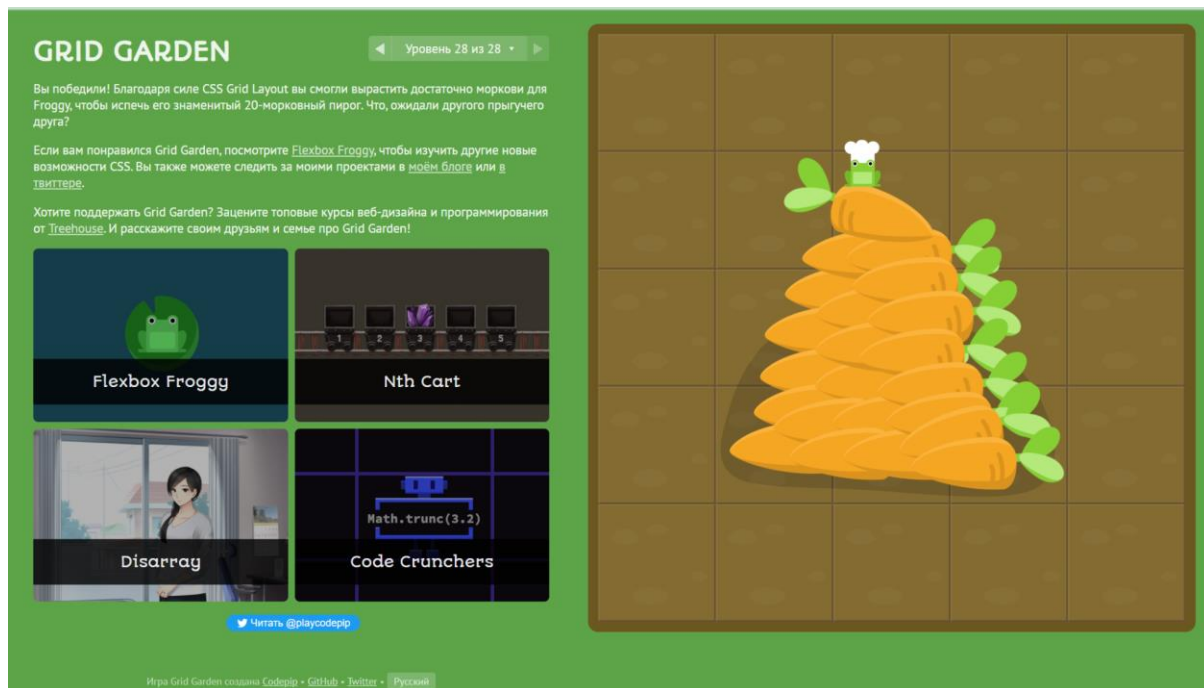 GRID GARDEN
Уровень 28 из 28
Вы победили! Благодаря силе CSS Grid Layout вы смогли вырастить достаточно моркови для
Froggy, чтобы испечь его знаменитый 20-морковный пирог. Что, ожидали другого прыгучего
друга?
Если вам понравился Grid Garden, посмотрите Flexbox Froggy, чтобы изучить другие новые
возможности CSS. Вы также можете следить за моими проектами в моём блоге или в
твиттере.
Хотите поддержать Grid Garden? Зацените топовые курсы веб-дизайна и программирования
от Treehouse. И расскажите своим друзьям и семье про Grid Garden!
1 2 3 4 5
Flexbox Froggy
Nth Cart
Math.trunc(3.2)
Disarray
Code Crunchers
Читать @playcodepip
Игра Grid Garden создана Codepip • GitHub • Twitter • Русский